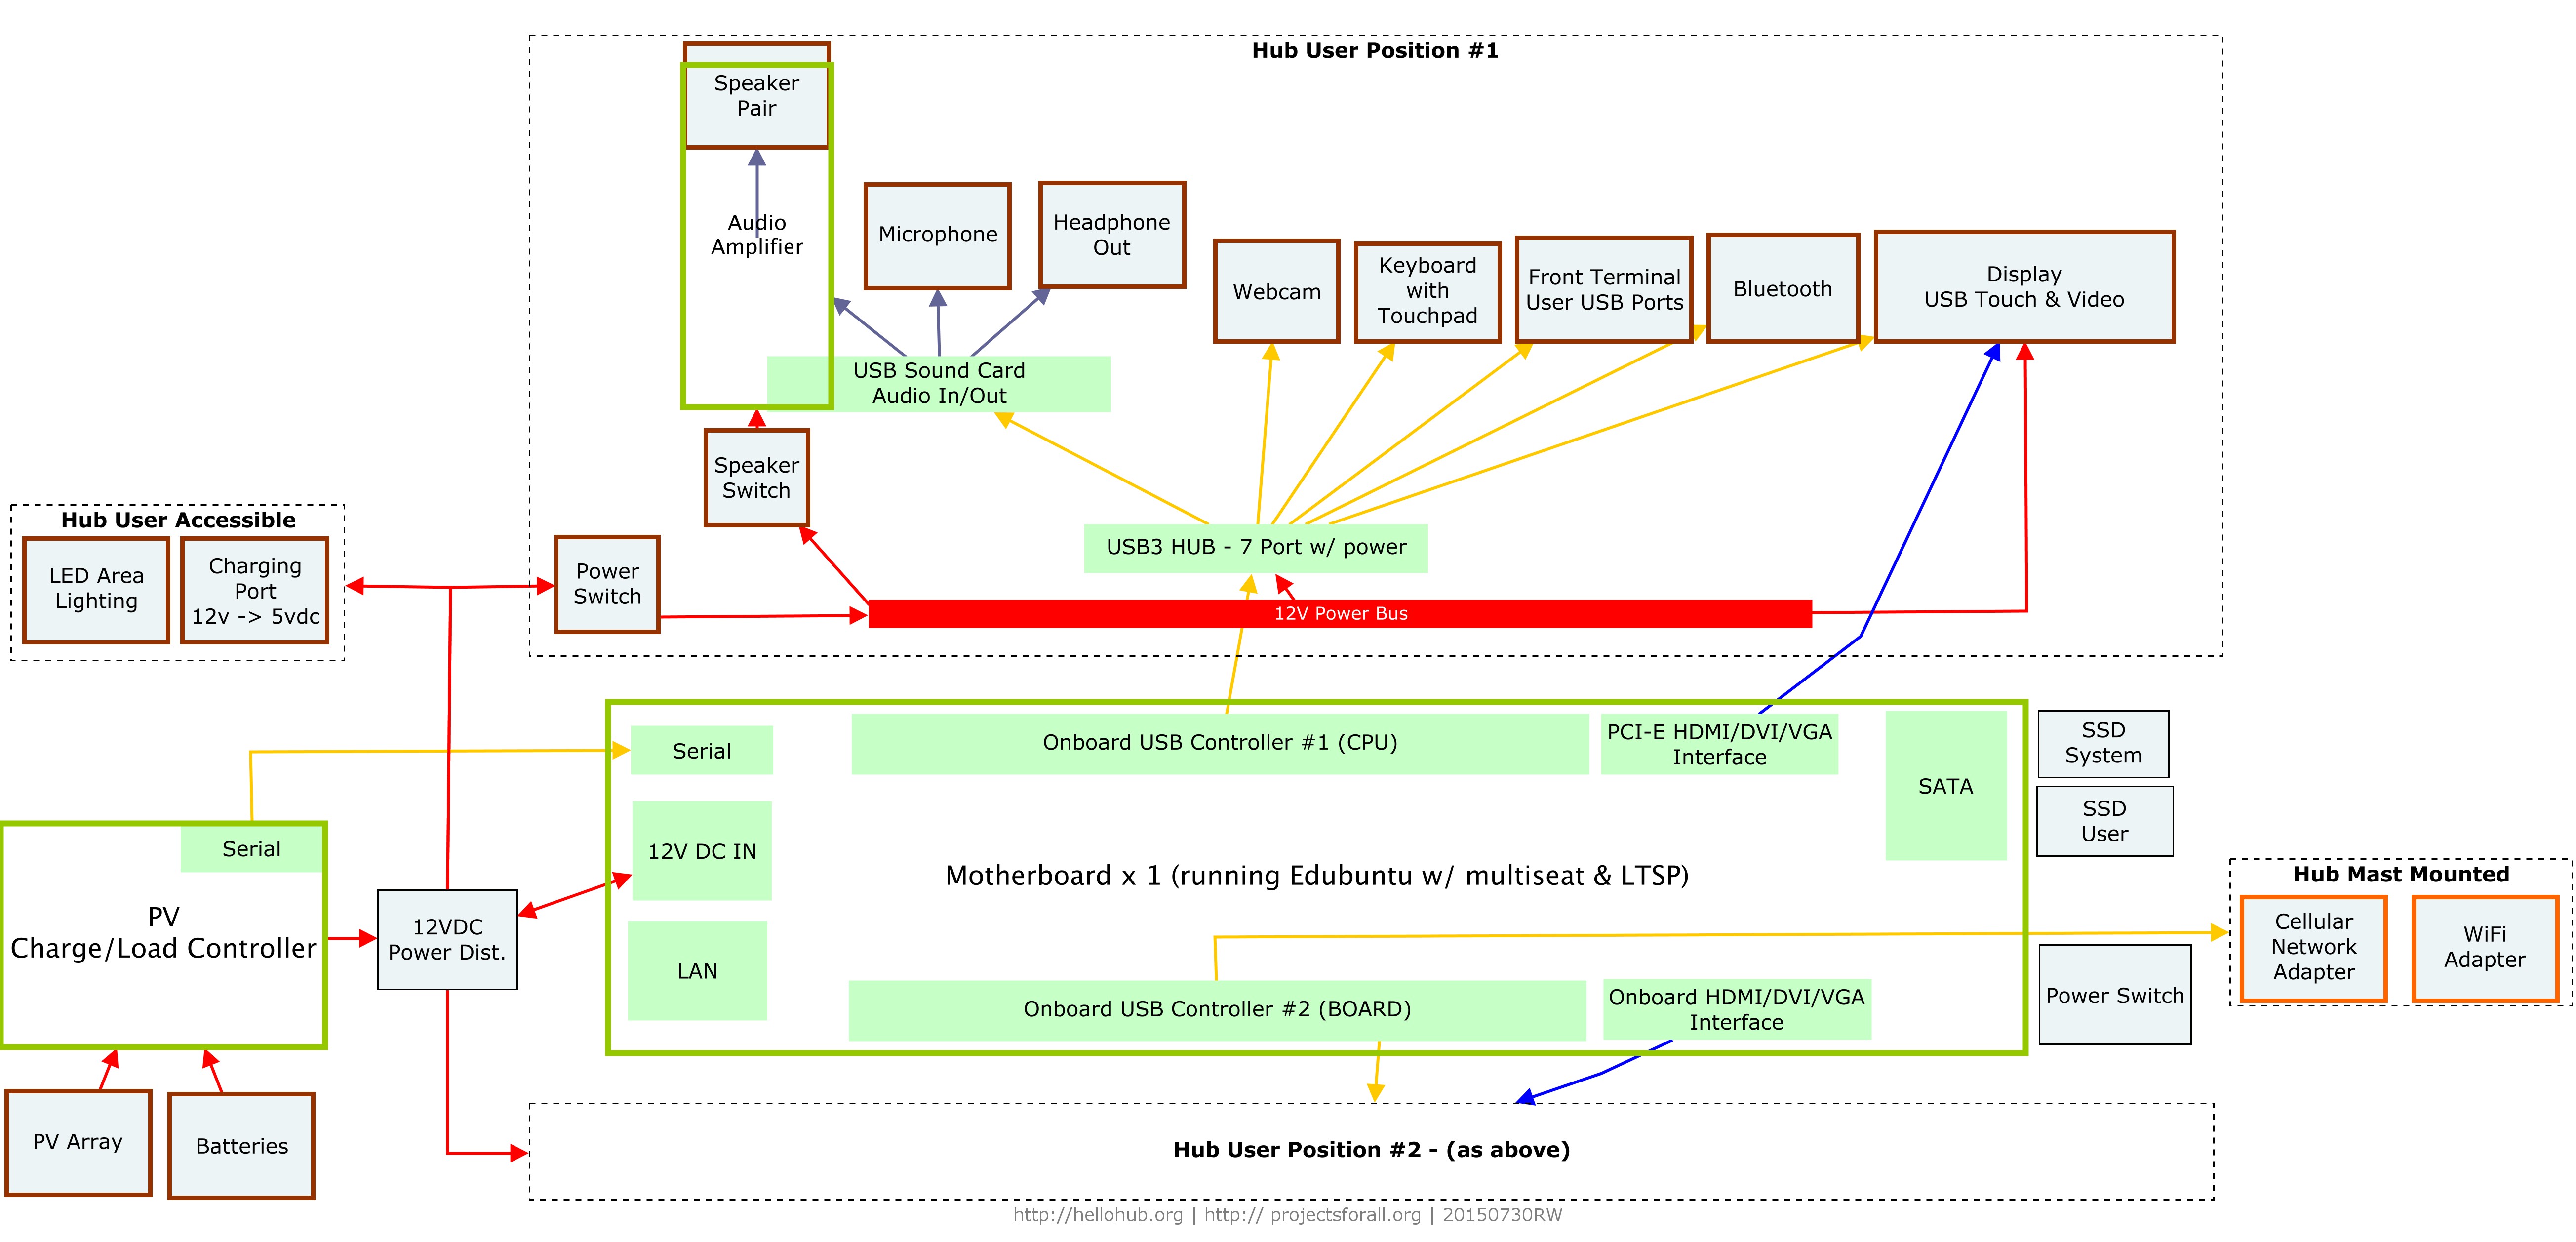 Hub User Position #1
Speaker
Pair
Audio
Amplifier
Microphone
Headphone
Out
Webcam
Keyboard
with
Touchpad
Front Terminal
User USB Ports
Bluetooth
Display
USB Touch & Video
USB Sound Card
Audio In/Out
Speaker
Switch
USB3 HUB - 7 Port w/ power
Power
Switch
12V Power Bus
Hub User Accessible
LED Area
Lighting
Charging
Port
12v -> 5vdc
Serial
Onboard USB Controller #1 (CPU)
PCI-E HDMI/DVI/VGA
Interface
SATA
SSD
System
SSD
User
12V DC IN
Motherboard x 1 (running Edubuntu w/ multiseat & LTSP)
LAN
Onboard USB Controller #2 (BOARD)
Onboard HDMI/DVI/VGA
Interface
Power Switch
Hub Mast Mounted
Cellular
Network
Adapter
WiFi
Adapter
Serial
PV
Charge/Load Controller
12VDC
Power Dist.
PV Array
Batteries
Hub User Position #2 - (as above)
http://hellohub.org | http:// projectsforall.org | 20150730RW